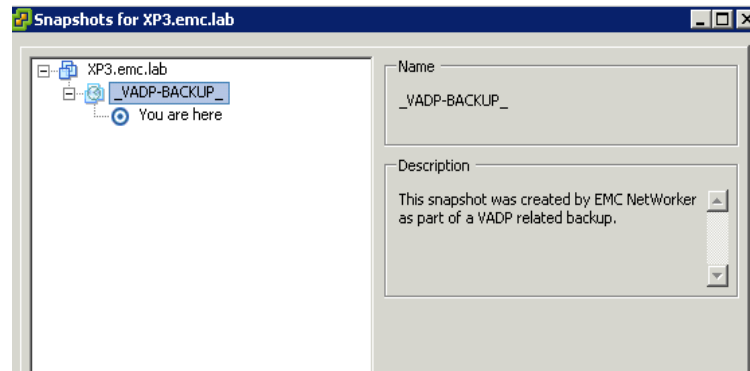 Snapshots for XP3.emc.lab
XP3.emc.lab
_VADP-BACKUP_
You are here
Name
_VADP-BACKUP_
Description
This snapshot was created by EMC NetWorker
as part of a VADP related backup.